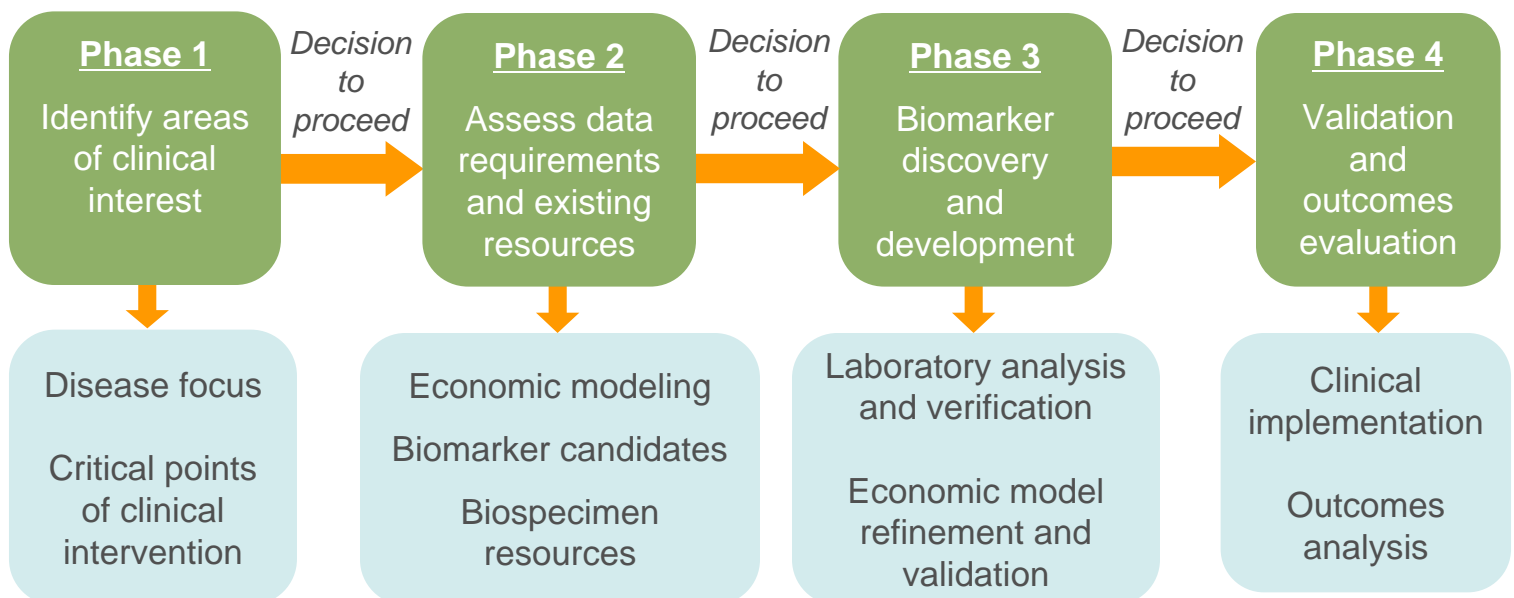 Phase 1
Identify areas
of clinical
interest
Decision
to
proceed
Phase 2
Assess data
requirements
and existing
resources
Decision
to
proceed
Phase 3
Biomarker
discovery
and
development
Decision
to
proceed
Phase 4
Validation
and
outcomes
evaluation
Disease focus
Critical points
of clinical
intervention
Economic modeling
Biomarker candidates
Biospecimen
resources
Laboratory analysis
and verification
Economic model
refinement and
validation
Clinical
implementation
Outcomes
analysis